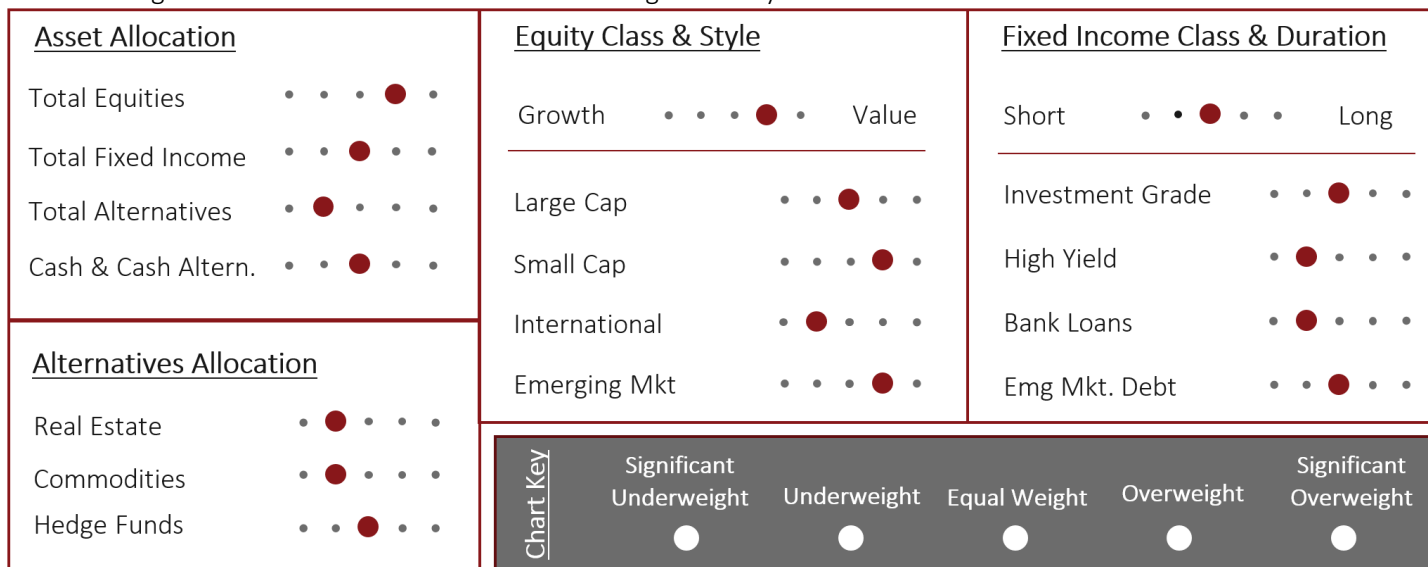 Asset Allocation
Total Equities
Total Fixed Income
Total Alternatives
Cash & Cash Altern.
Alternatives Allocation
Real Estate
Commodities
Hedge Funds
Equity Class & Style
Growth Value
Large Cap
Small Cap
International
Emerging Mkt
Fixed Income Class & Duration
Short Long
Investment Grade
High Yield
Bank Loans
Emg Mkt. Debt
Chart Key
Significant
Underweight
Underweight
Equal Weight
Overweight
Significant
Overweight